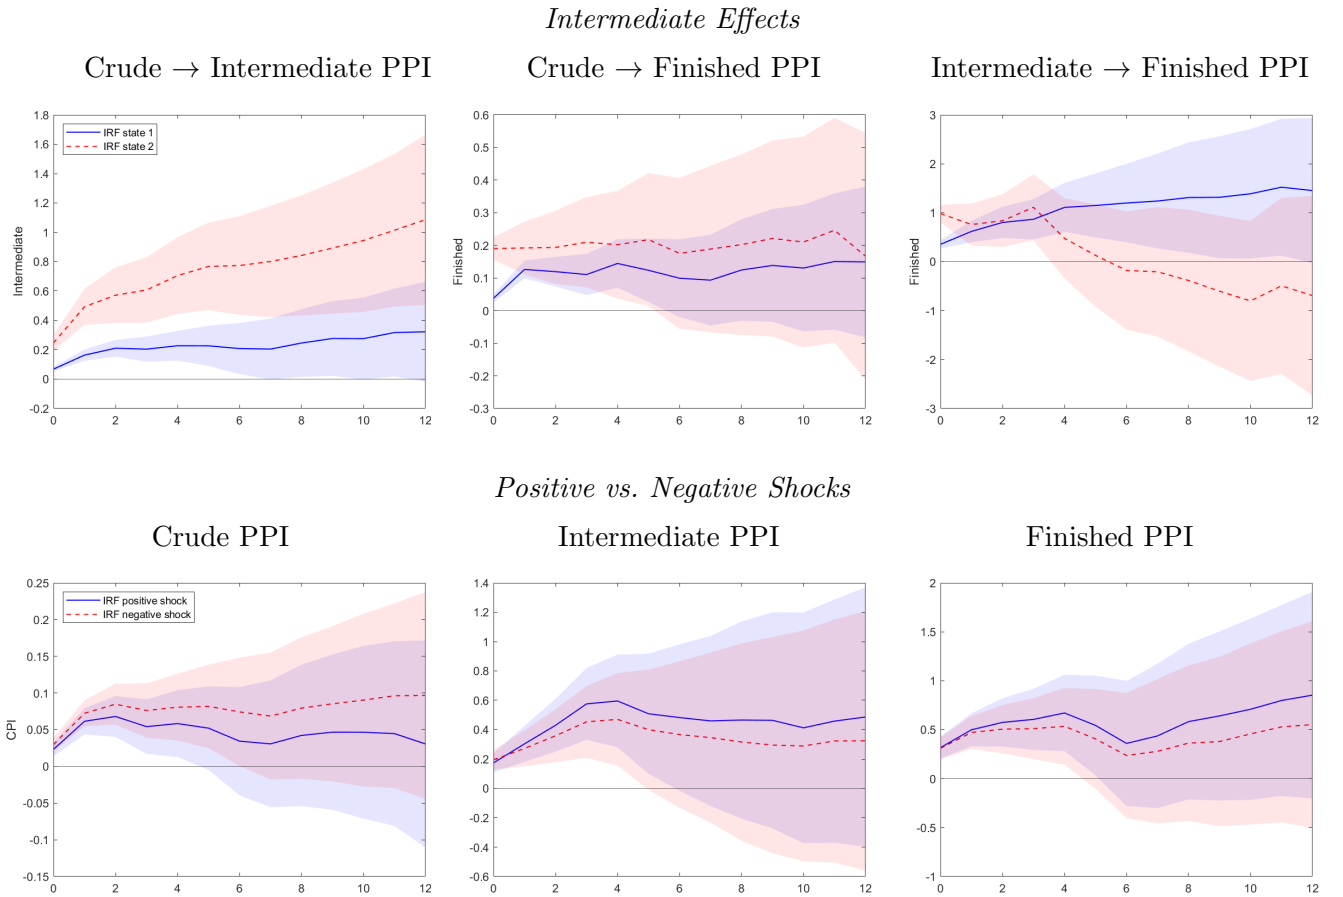 Intermediate Effects
Crude → Intermediate PPI
Crude → Finished PPI
Intermediate → Finished PPI
1.8
1.6
1.4
1.2
1
0.8
0.6
0.4
0.2
0
-0.2
Intermediate
IRF state 1
IRF state 2
0 2 4 6 8 10 12
0.6
0.5
0.4
0.3
0.2
0.1
0
-0.1
-0.2
-0.3
Finished
0 2 4 6 8 10 12
3
2
1
0
-1
-2
-3
Finished
0 2 4 6 8 10 12
Positive vs. Negative Shocks
Crude PPI
Intermediate PPI
Finished PPI
0.25
0.2
0.15
0.1
0.05
0
-0.05
-0.1
-0.15
CPI
IRF positive shock
IRF negative shock
0 2 4 6 8 10 12
1.4
1.2
1
0.8
0.6
0.4
0.2
0
-0.2
-0.4
-0.6
0 2 4 6 8 10 12
2
1.5
1
0.5
0
-0.5
-1
0 2 4 6 8 10 12